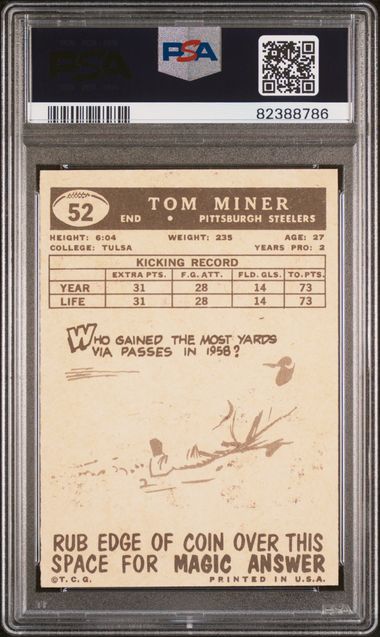 PSA
PSA
82388786
52
TOM MINER
END • PITTSBURGH STEELERS
HEIGHT: 6:04 WEIGHT: 235 AGE: 27
COLLEGE: TULSA YEARS PRO: 2
KICKING RECORD
EXTRA PTS. F.G. ATT. FLD. GLS. TO. PTS.
YEAR 31 28 14 73
LIFE 31 28 14 73
WHO GAINED THE MOST YARDS
VIA PASSES IN 1958?
RUB EDGE OF COIN OVER THIS
SPACE FOR MAGIC ANSWER
©T.C.G. PRINTED IN U.S.A.
PSA